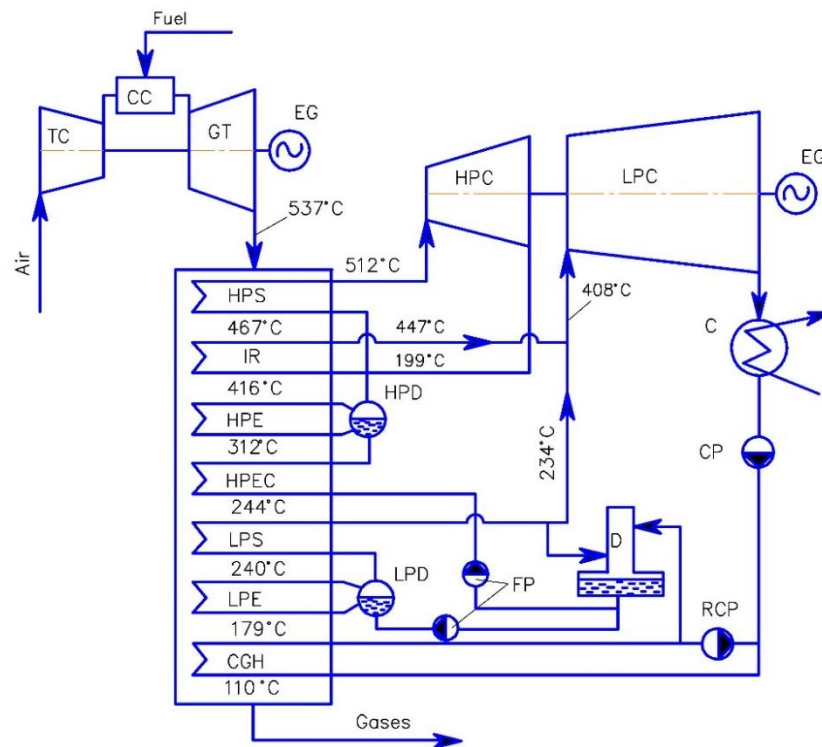 Fuel
CC
TC
GT
EG
Air
537°C
HPC
LPC
EG
512°C
HPS
408°C
467°C
447°C
C
IR
199°C
416°C
HPD
HPE
312°C
234°C
CP
HPEC
244°C
D
LPS
240°C
LPD
FP
LPE
RCP
179°C
CGH
110°C
Gases